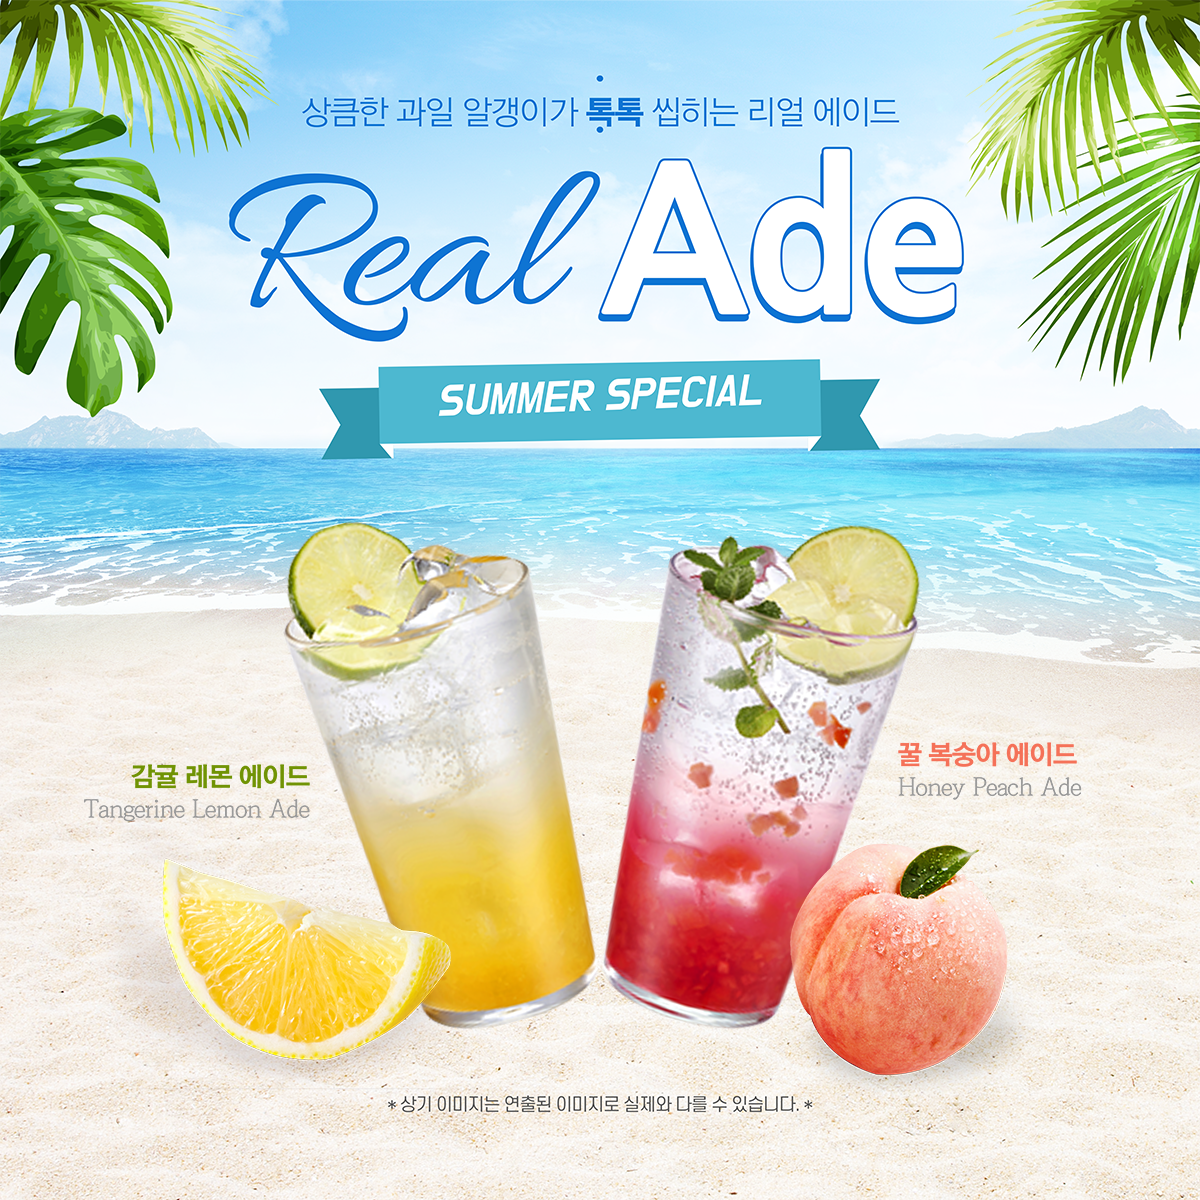 상큼한 과일 알갱이가 톡톡 씹히는 리얼 에이드
Real Ade
SUMMER SPECIAL
감귤 레몬 에이드
Tangerine Lemon Ade
꿀 복숭아 에이드
Honey Peach Ade
* 상기 이미지는 연출된 이미지로 실제와 다를 수 있습니다. *